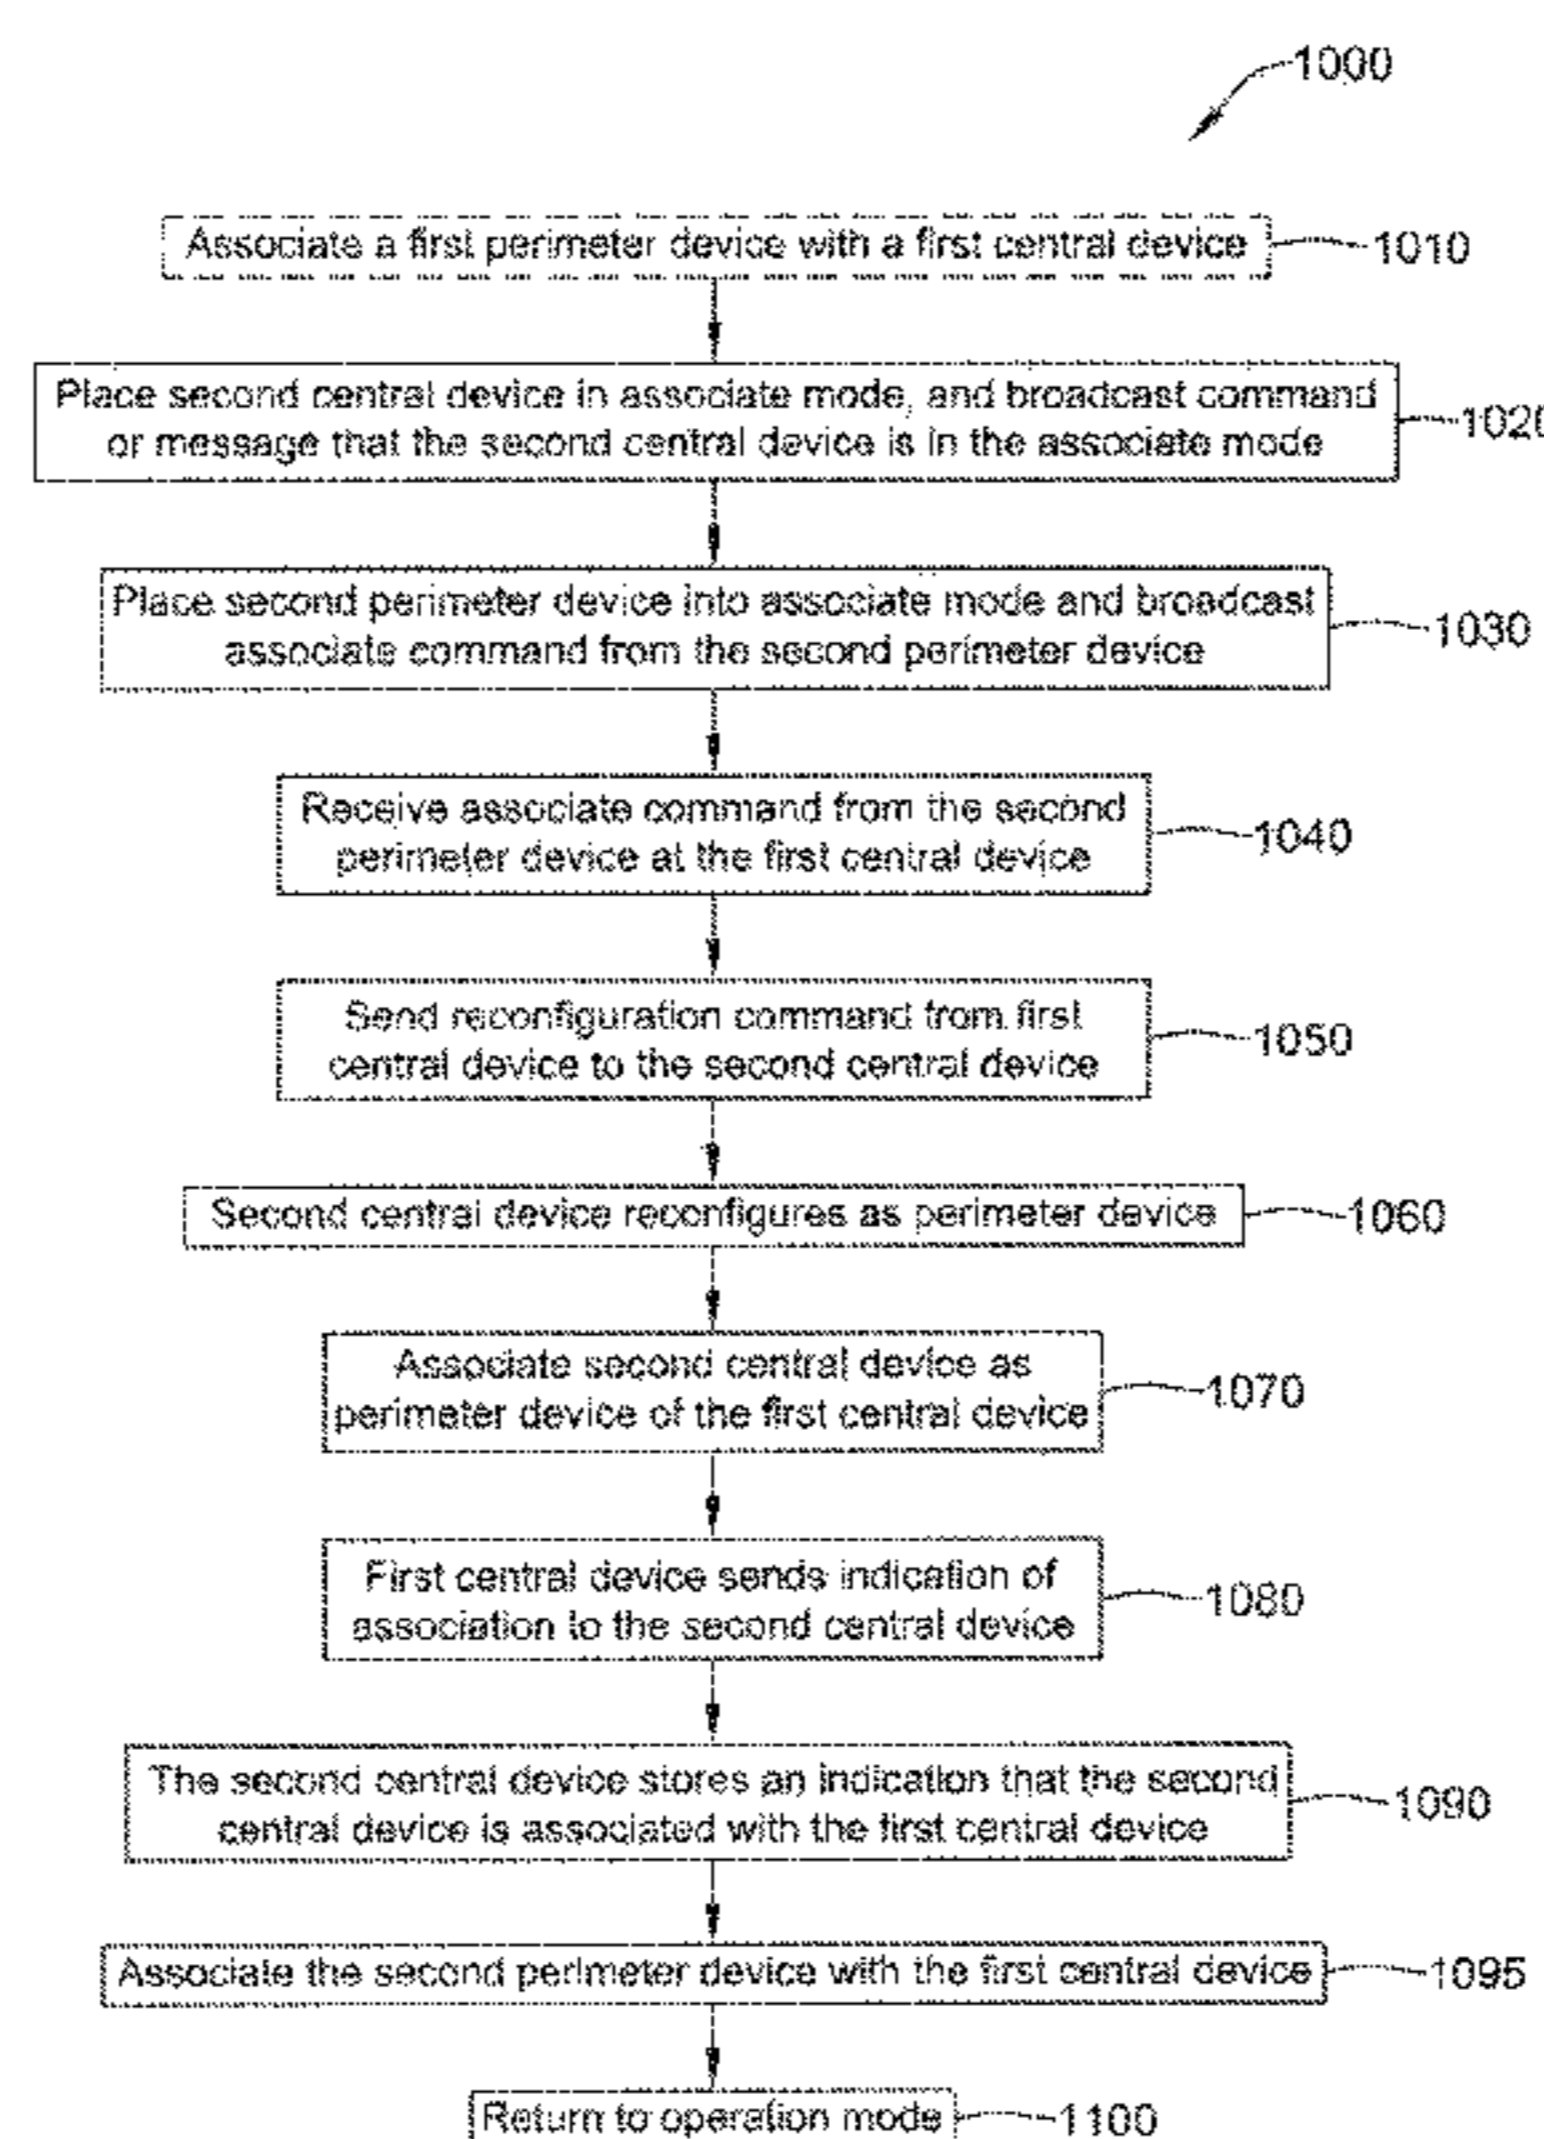 1000
Associate a first perimeter device with a first central device
1010
Place second central device in associate mode, and broadcast command
or message that the second central device is in the associate mode
1020
Place second perimeter device into associate mode and broadcast
associate command from the second perimeter device
1030
Receive associate command from the second
perimeter device at the first central device
1040
Send reconfiguration command from first
central device to the second central device
1050
Second central device reconfigures as perimeter device
1060
Associate second central device as
perimeter device of the first central device
1070
First central device sends indication of
association to the second central device
1080
The second central device stores an indication that the second
central device is associated with the first central device
1090
Associate the second perimeter device with the first central device
1095
Return to operation mode
1100